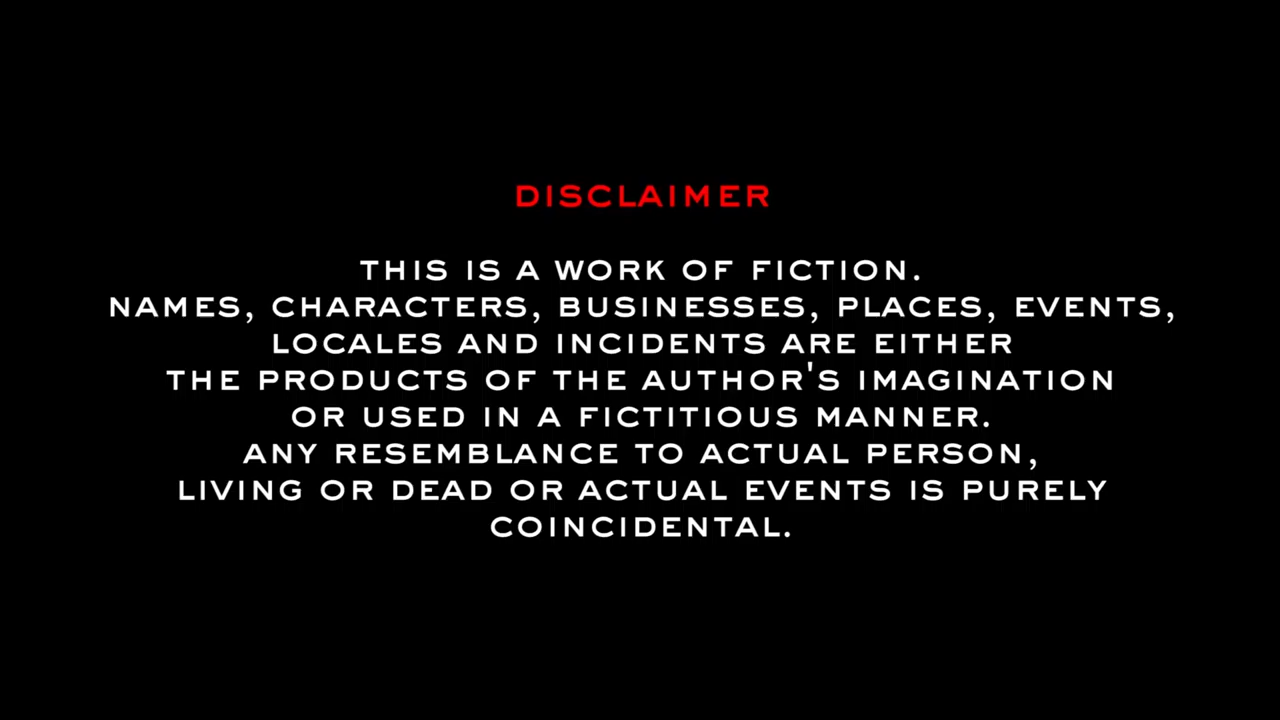 DISCLAIMER
THIS IS A WORK OF FICTION.
NAMES, CHARACTERS, BUSINESSES, PLACES, EVENTS,
LOCALES AND INCIDENTS ARE EITHER
THE PRODUCTS OF THE AUTHOR'S IMAGINATION
OR USED IN A FICTITIOUS MANNER.
ANY RESEMBLANCE TO ACTUAL PERSON,
LIVING OR DEAD OR ACTUAL EVENTS IS PURELY
COINCIDENTAL.